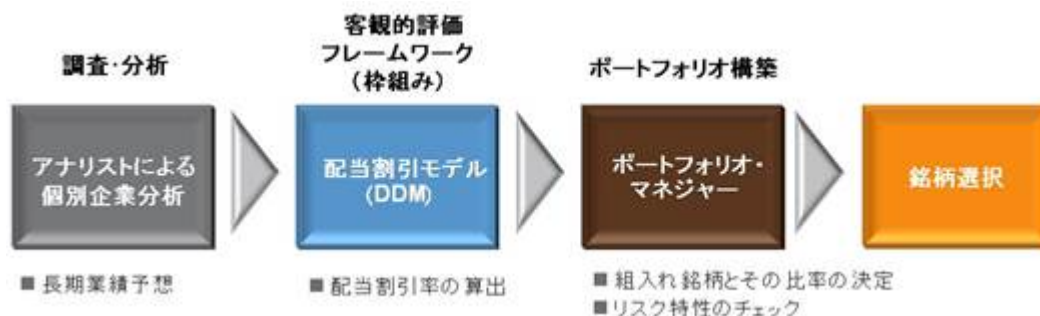 調査・分析
アナリストによる
個別企業分析
■ 長期業績予想
客観的評価
フレームワーク
（枠組み）
配当割引モデル
(DDM)
■ 配当割引率の算出
ポートフォリオ構築
ポートフォリオ・
マネジャー
■ 組入れ銘柄とその比率の決定
■ リスク特性のチェック
銘柄選択